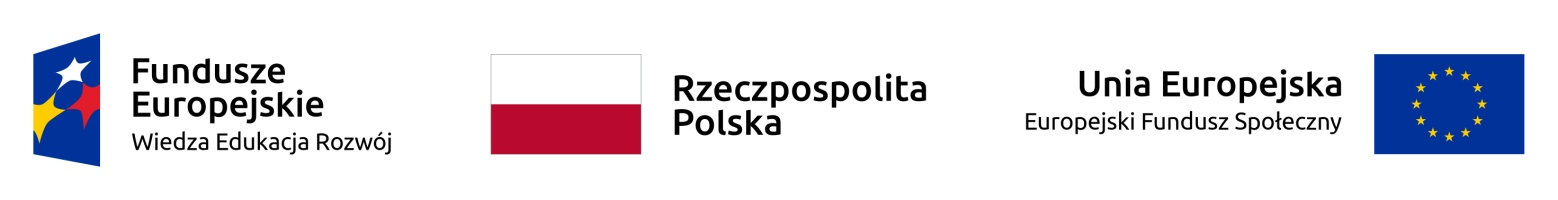 Fundusze
Europejskie
Wiedza Edukacja Rozwój
Rzeczpospolita
Polska
Unia Europejska
Europejski Fundusz Społeczny